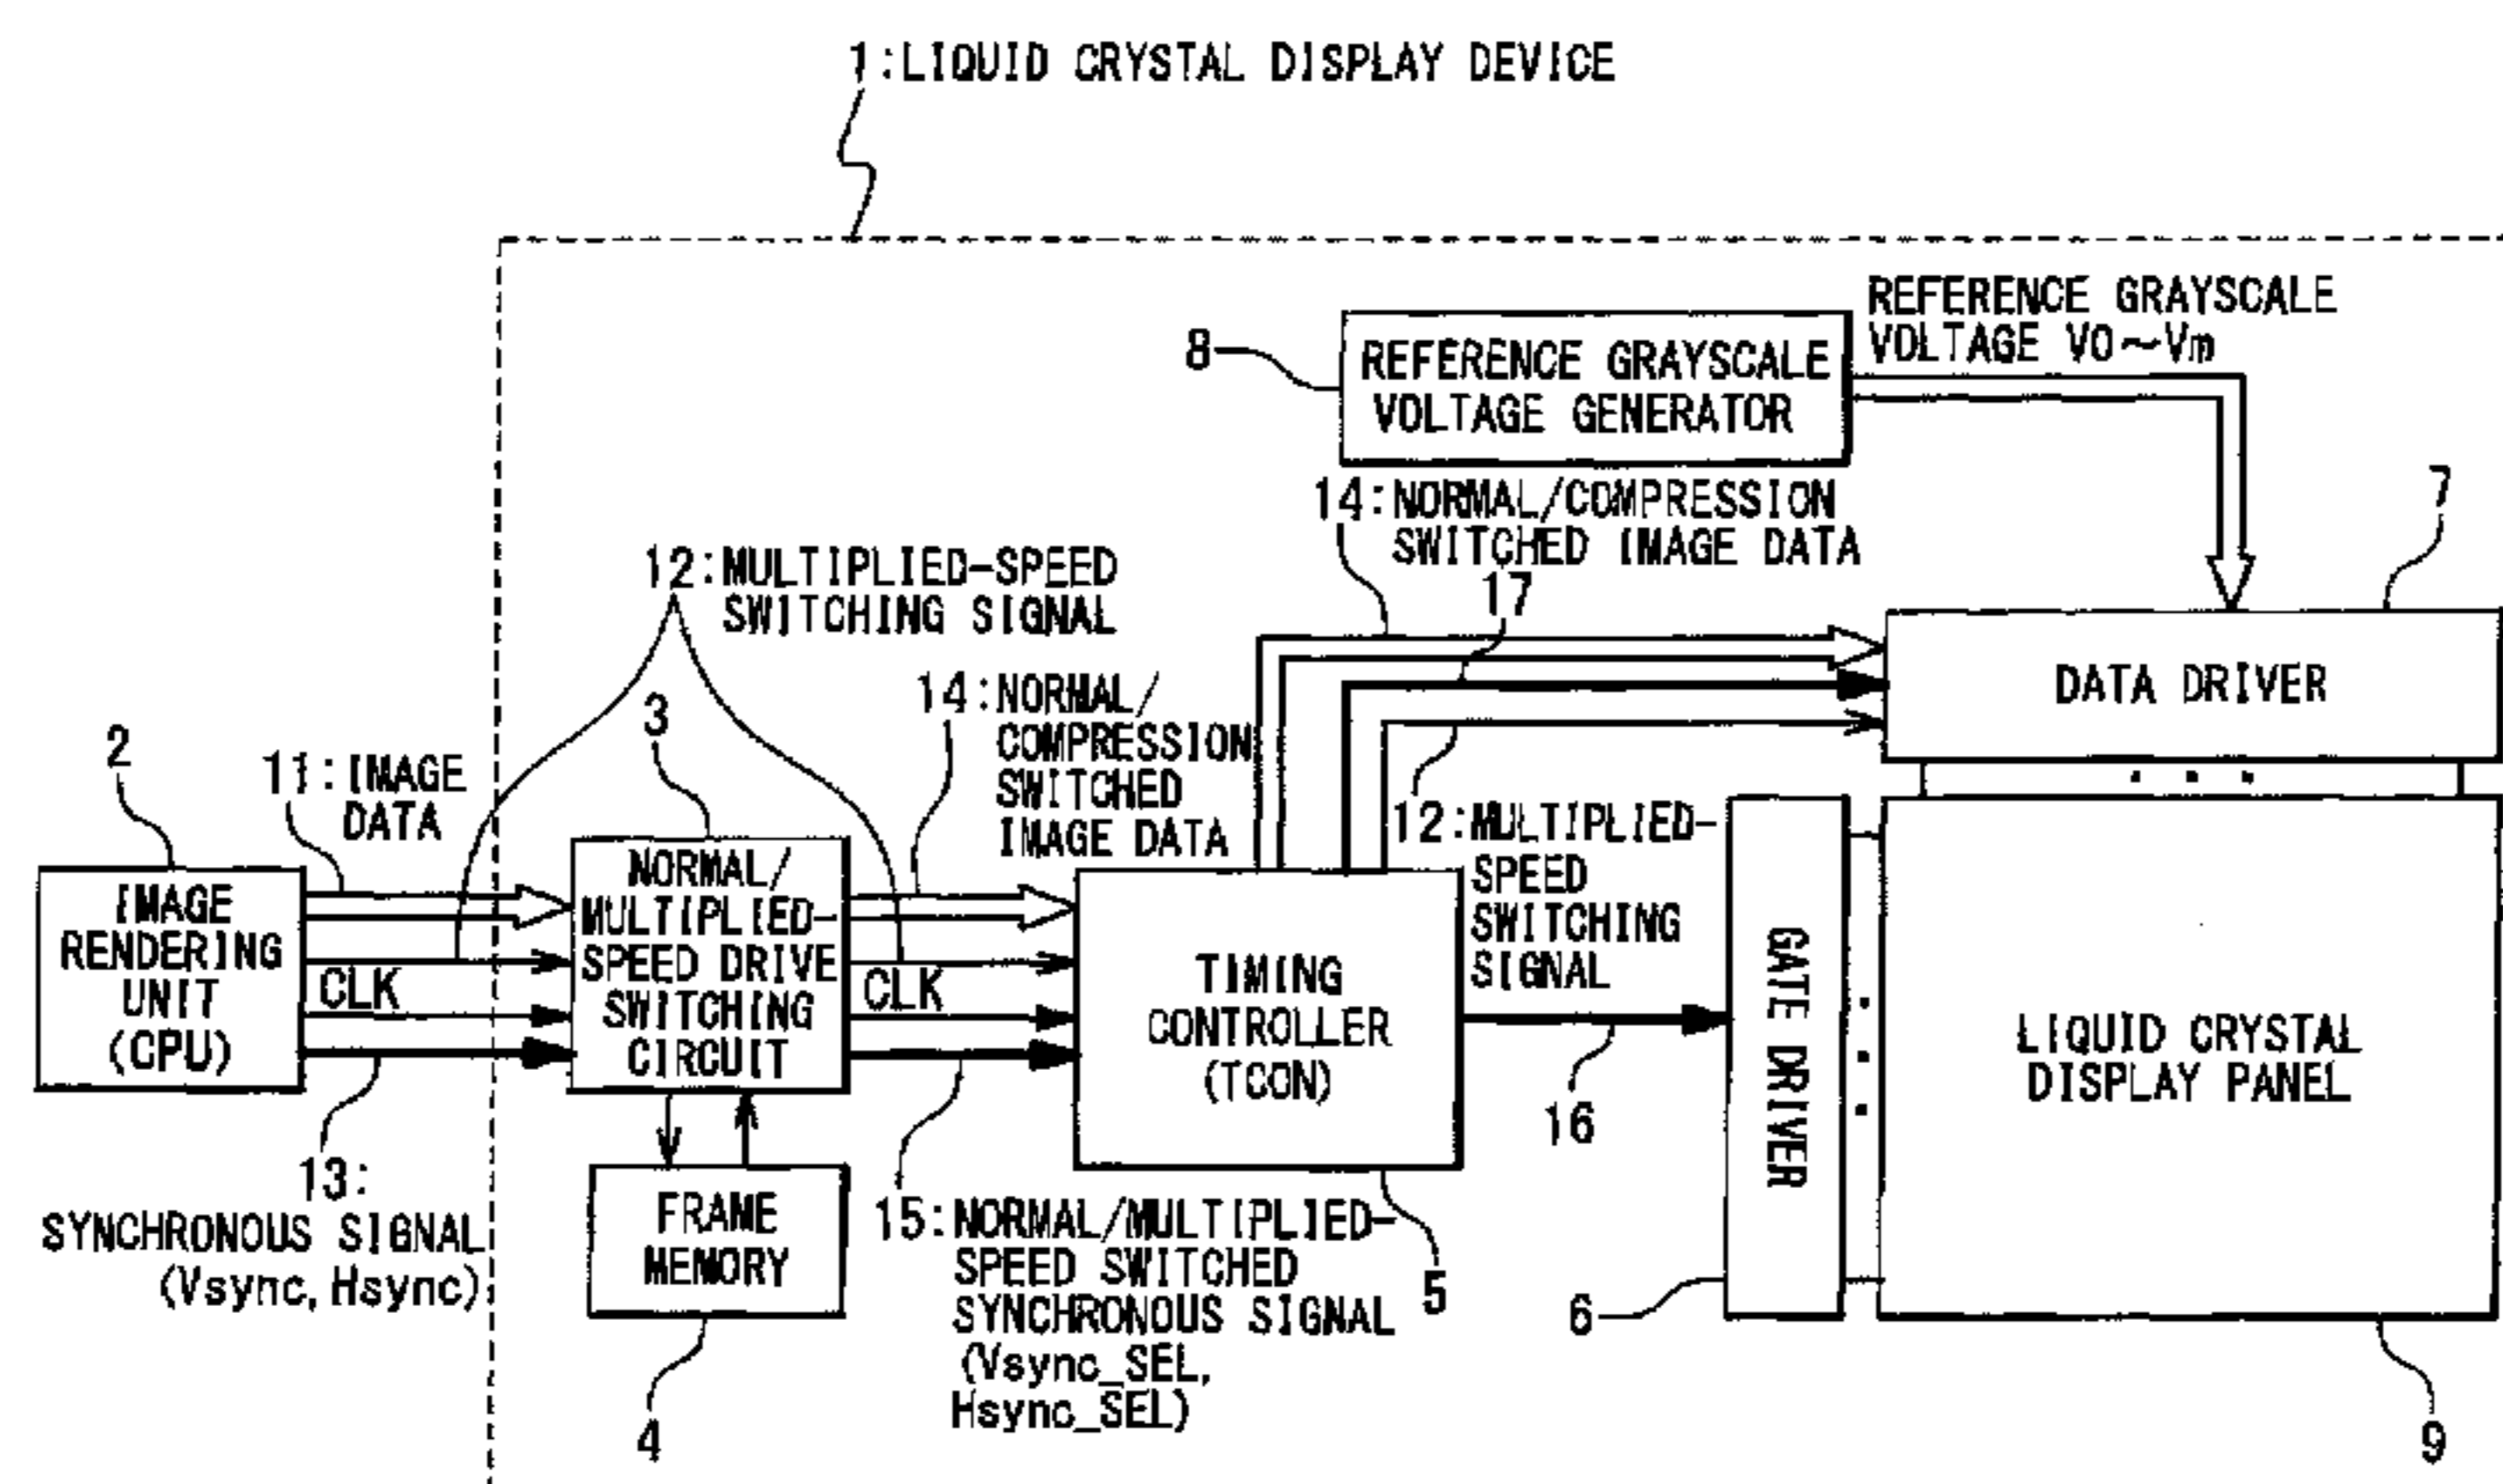 1:LIQUID CRYSTAL DISPLAY DEVICE
REFERENCE GRAYSCALE
VOLTAGE V0~Vm
8
REFERENCE GRAYSCALE
VOLTAGE GENERATOR
7
14:NORMAL/COMPRESSION
SWITCHED IMAGE DATA
17
12:MULTIPLIED-SPEED
SWITCHING SIGNAL
DATA DRIVER
14:NORMAL/
COMPRESSION
SWITCHED
IMAGE DATA
3
2
11:IMAGE
DATA
12:MULTIPLIED-
SPEED
SWITCHING
SIGNAL
IMAGE
RENDERING
UNIT
(CPU)
CLK
NORMAL/
MULTIPLIED-
SPEED DRIVE
SWITCHING
CIRCUIT
CLK
TIMING
CONTROLLER
(TCON)
GATE DRIVER
LIQUID CRYSTAL
DISPLAY PANEL
16
13:
SYNCHRONOUS SIGNAL
(Vsync, Hsync)
FRAME
MEMORY
15:NORMAL/MULTIPLIED-
SPEED SWITCHED
SYNCHRONOUS SIGNAL
(Vsync_SEL,
Hsync_SEL)
5
6
4
9